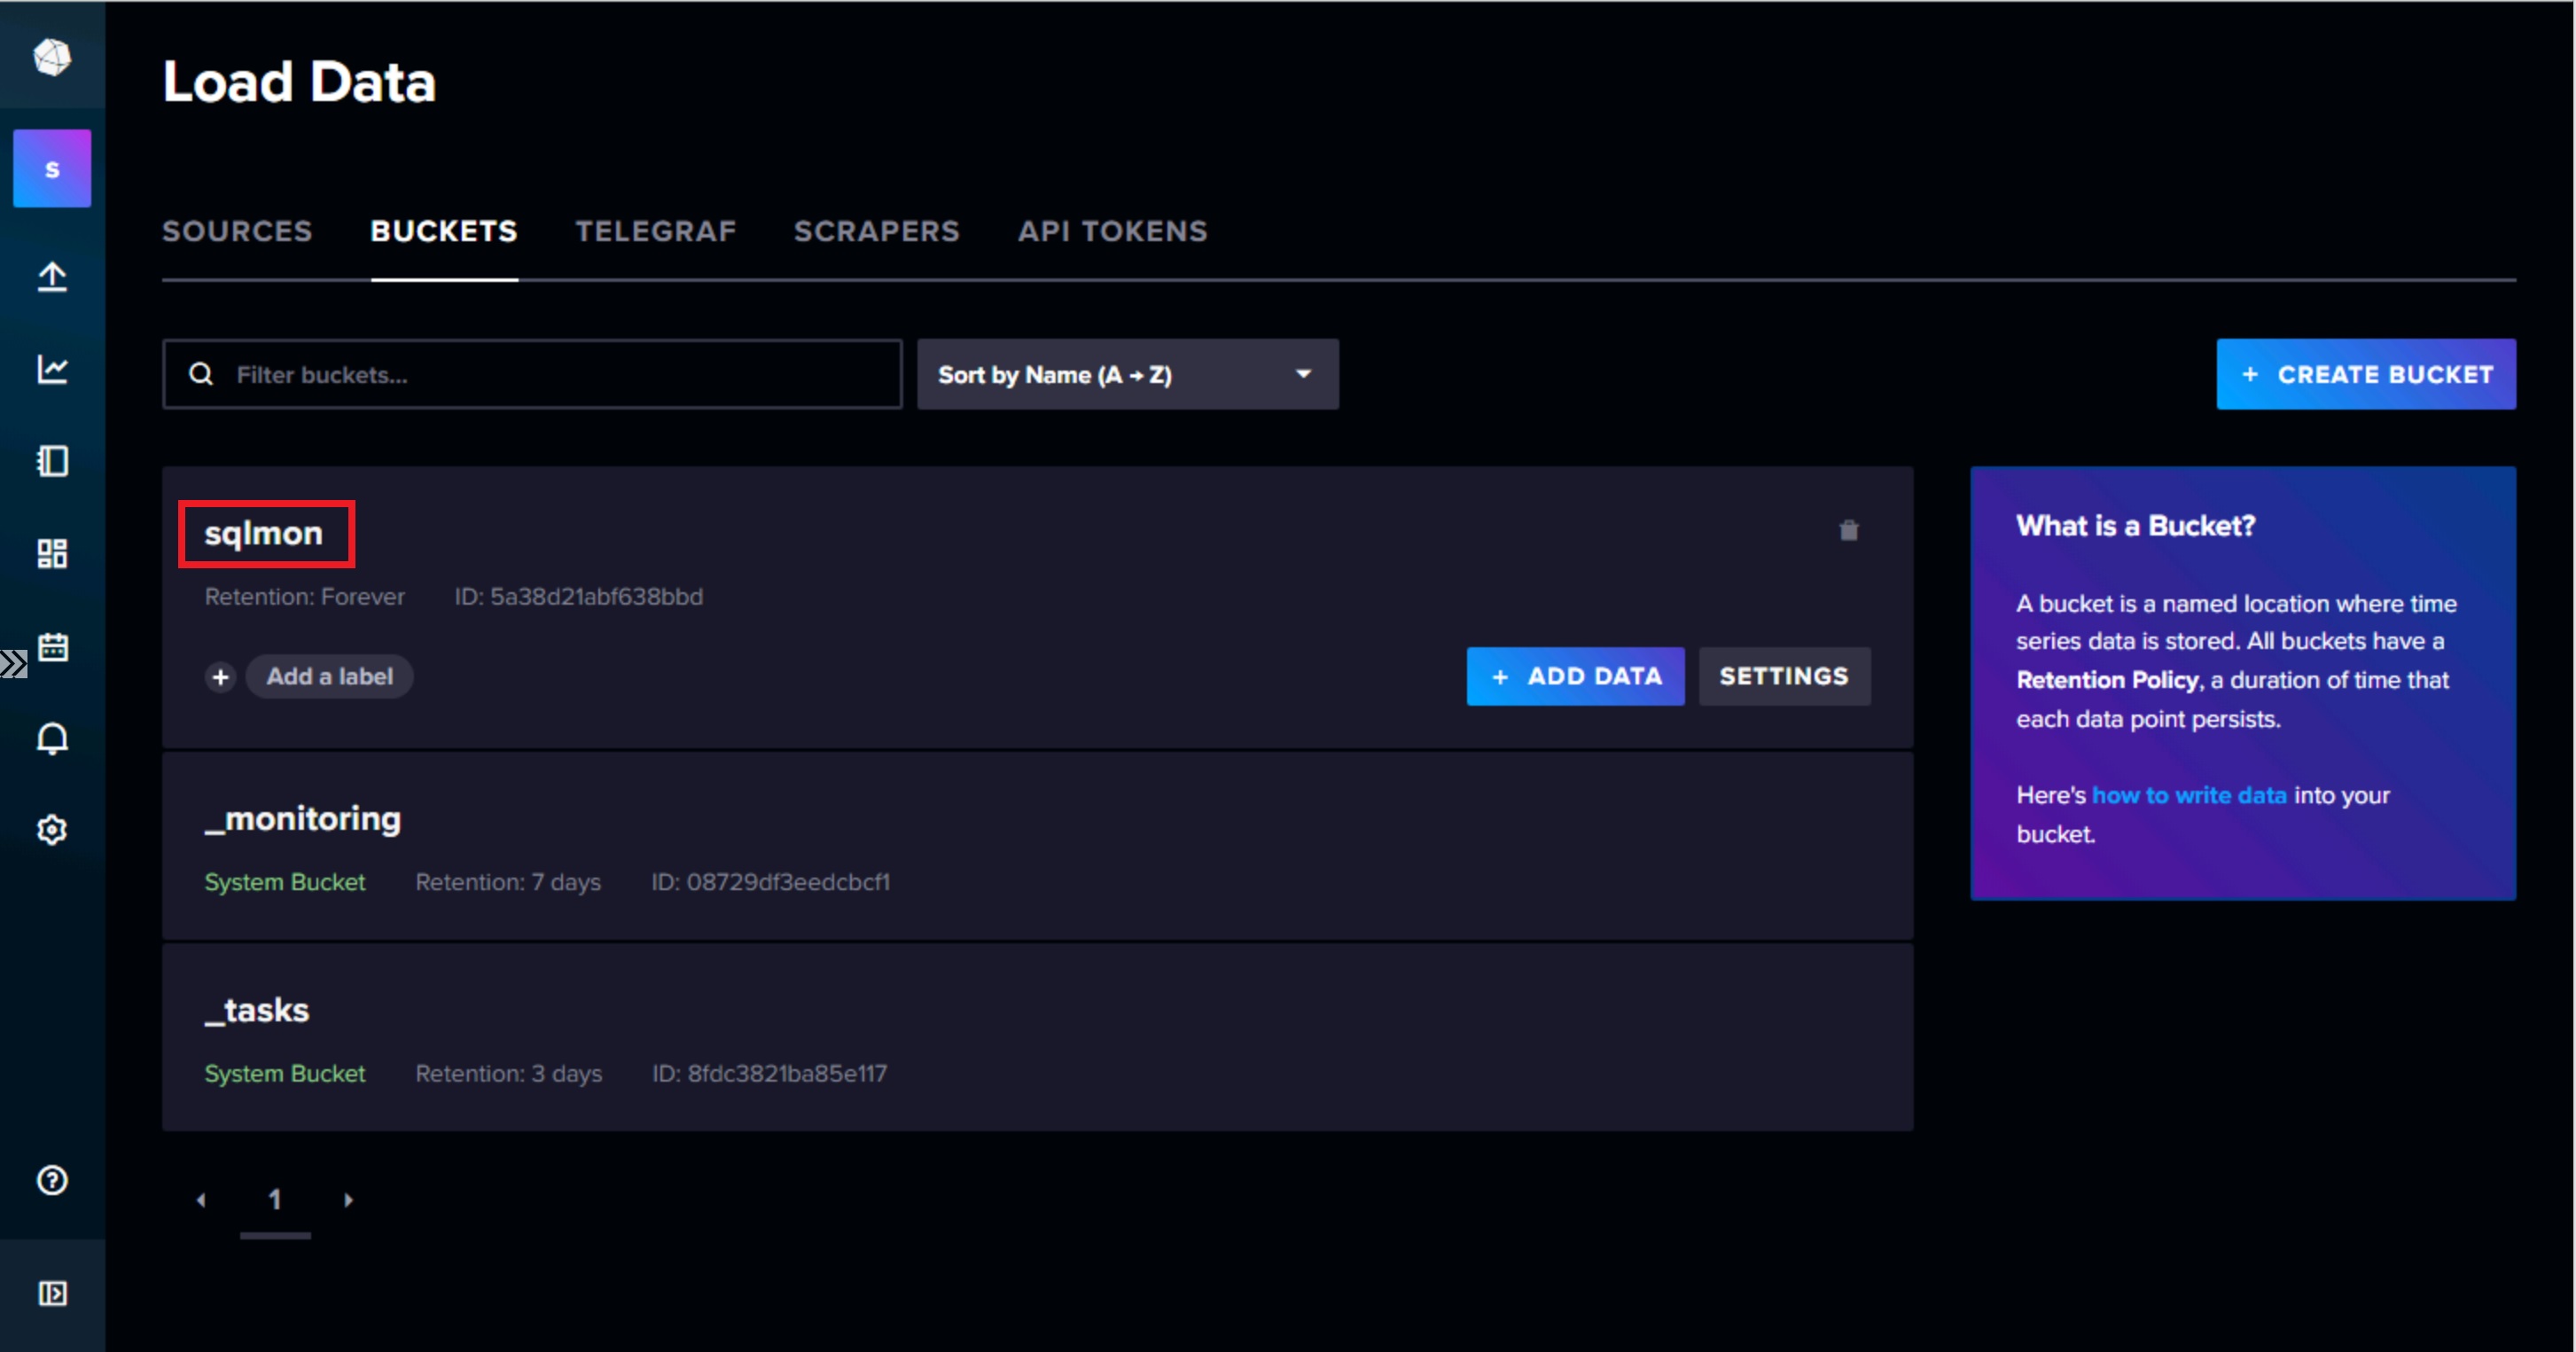 Load Data
S
SOURCES BUCKETS TELEGRAF SCRAPERS API TOKENS
Filter buckets...
Sort by Name (A → Z)
+ CREATE BUCKET
sqlmon
Retention: Forever ID: 5a38d21abf638bbd
+ Add a label
+ ADD DATA SETTINGS
_monitoring
System Bucket Retention: 7 days ID: 08729df3eedcbcf1
_tasks
System Bucket Retention: 3 days ID: 8fdc3821ba85e117
1
What is a Bucket?
A bucket is a named location where time
series data is stored. All buckets have a
Retention Policy, a duration of time that
each data point persists.
Here's how to write data into your
bucket.